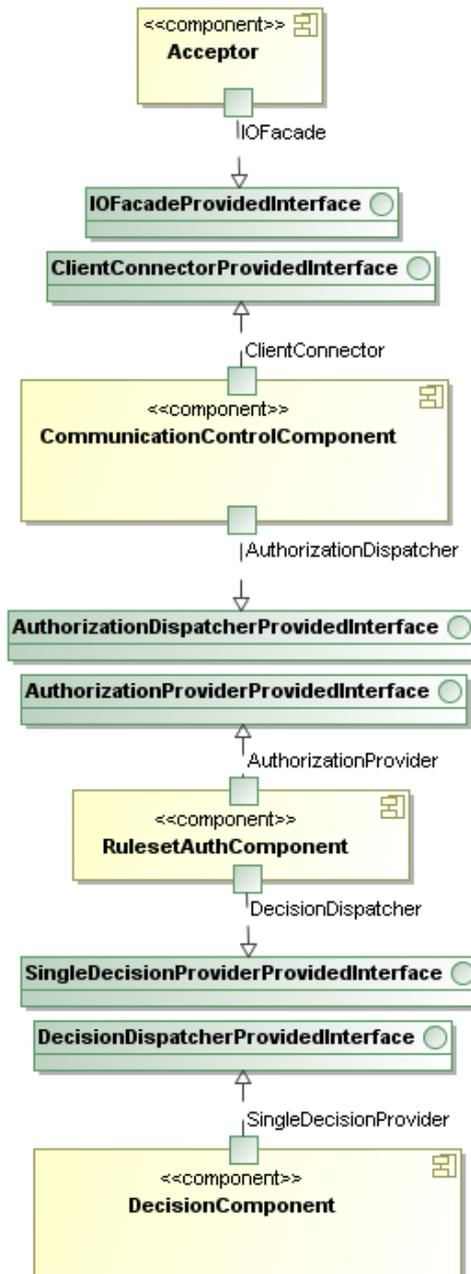 <<component>>
Acceptor
IOFacade
IOFacadeProvidedInterface
ClientConnectorProvidedInterface
ClientConnector
<<component>>
CommunicationControlComponent
AuthorizationDispatcher
AuthorizationDispatcherProvidedInterface
AuthorizationProviderProvidedInterface
AuthorizationProvider
<<component>>
RulesetAuthComponent
DecisionDispatcher
SingleDecisionProviderProvidedInterface
DecisionDispatcherProvidedInterface
SingleDecisionProvider
<<component>>
DecisionComponent